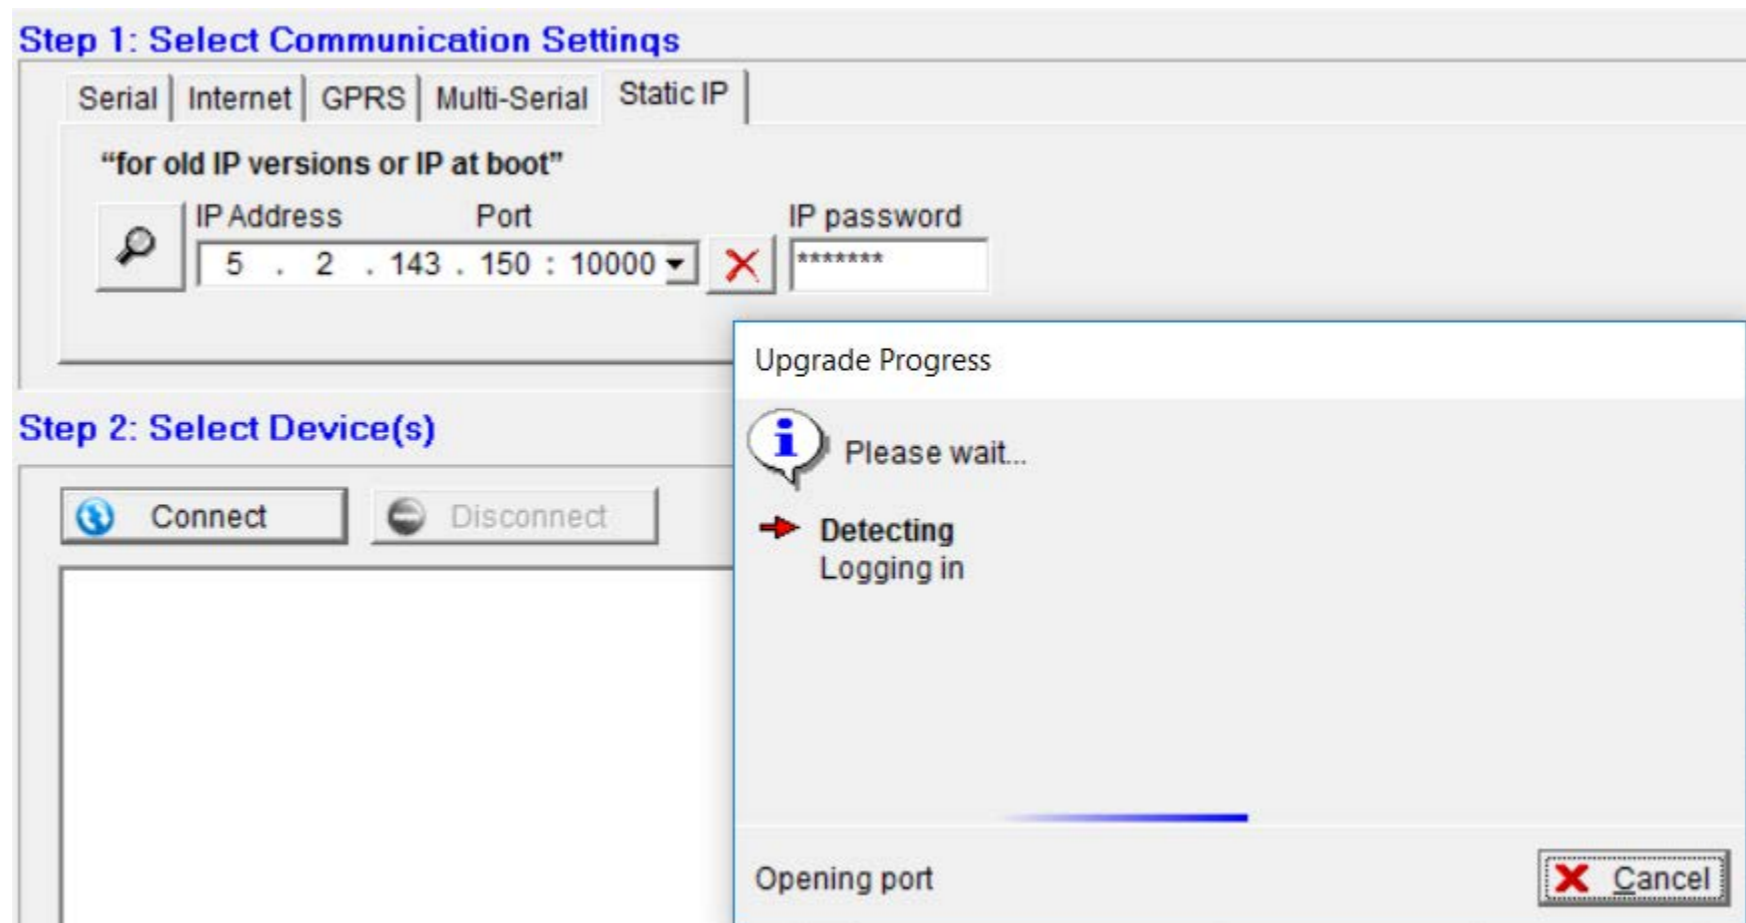 Step 1: Select Communication Settings
Serial Internet GPRS Multi-Serial Static IP
“for old IP versions or IP at boot”
IP Address Port IP password
5 . 2 . 143 . 150 : 10000 *******
Upgrade Progress
Please wait...
Detecting
Logging in
Opening port
Cancel
Step 2: Select Device(s)
Connect Disconnect